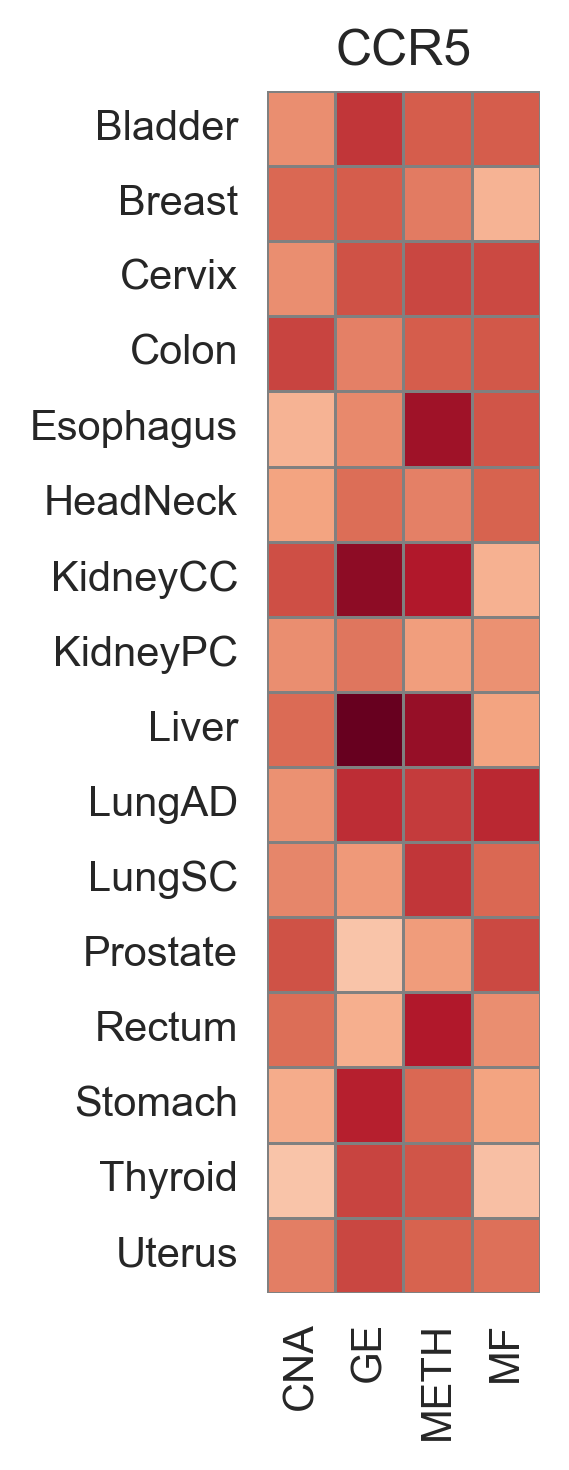 CCR5
Bladder
Breast
Cervix
Colon
Esophagus
HeadNeck
KidneyCC
KidneyPC
Liver
LungAD
LungSC
Prostate
Rectum
Stomach
Thyroid
Uterus
CNA
GE
METH
MF